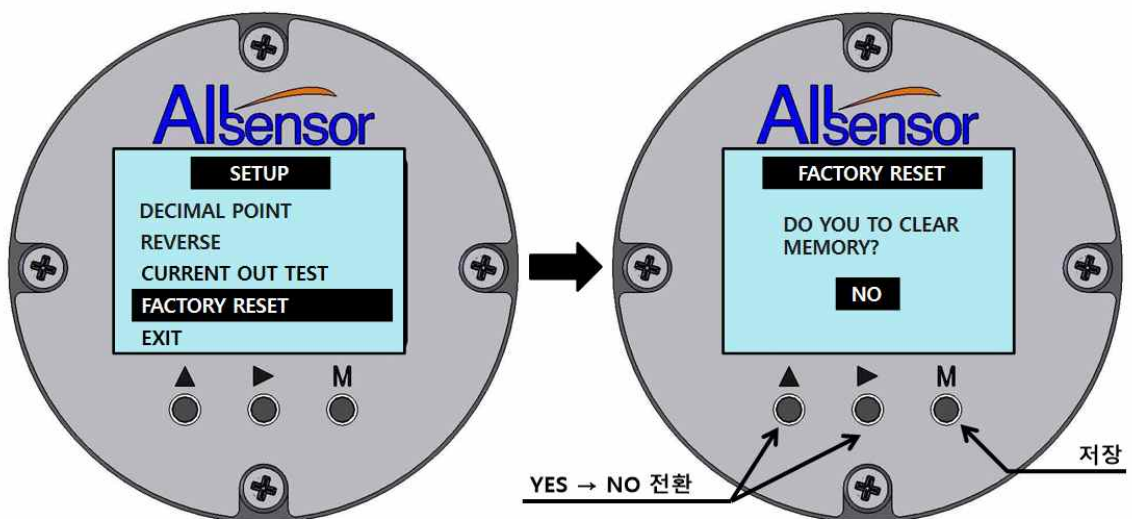 Allsensor
SETUP
DECIMAL POINT
REVERSE
CURRENT OUT TEST
FACTORY RESET
EXIT
▲ ▶ M
Allsensor
FACTORY RESET
DO YOU TO CLEAR
MEMORY?
NO
▲ ▶ M
YES → NO 전환
저장